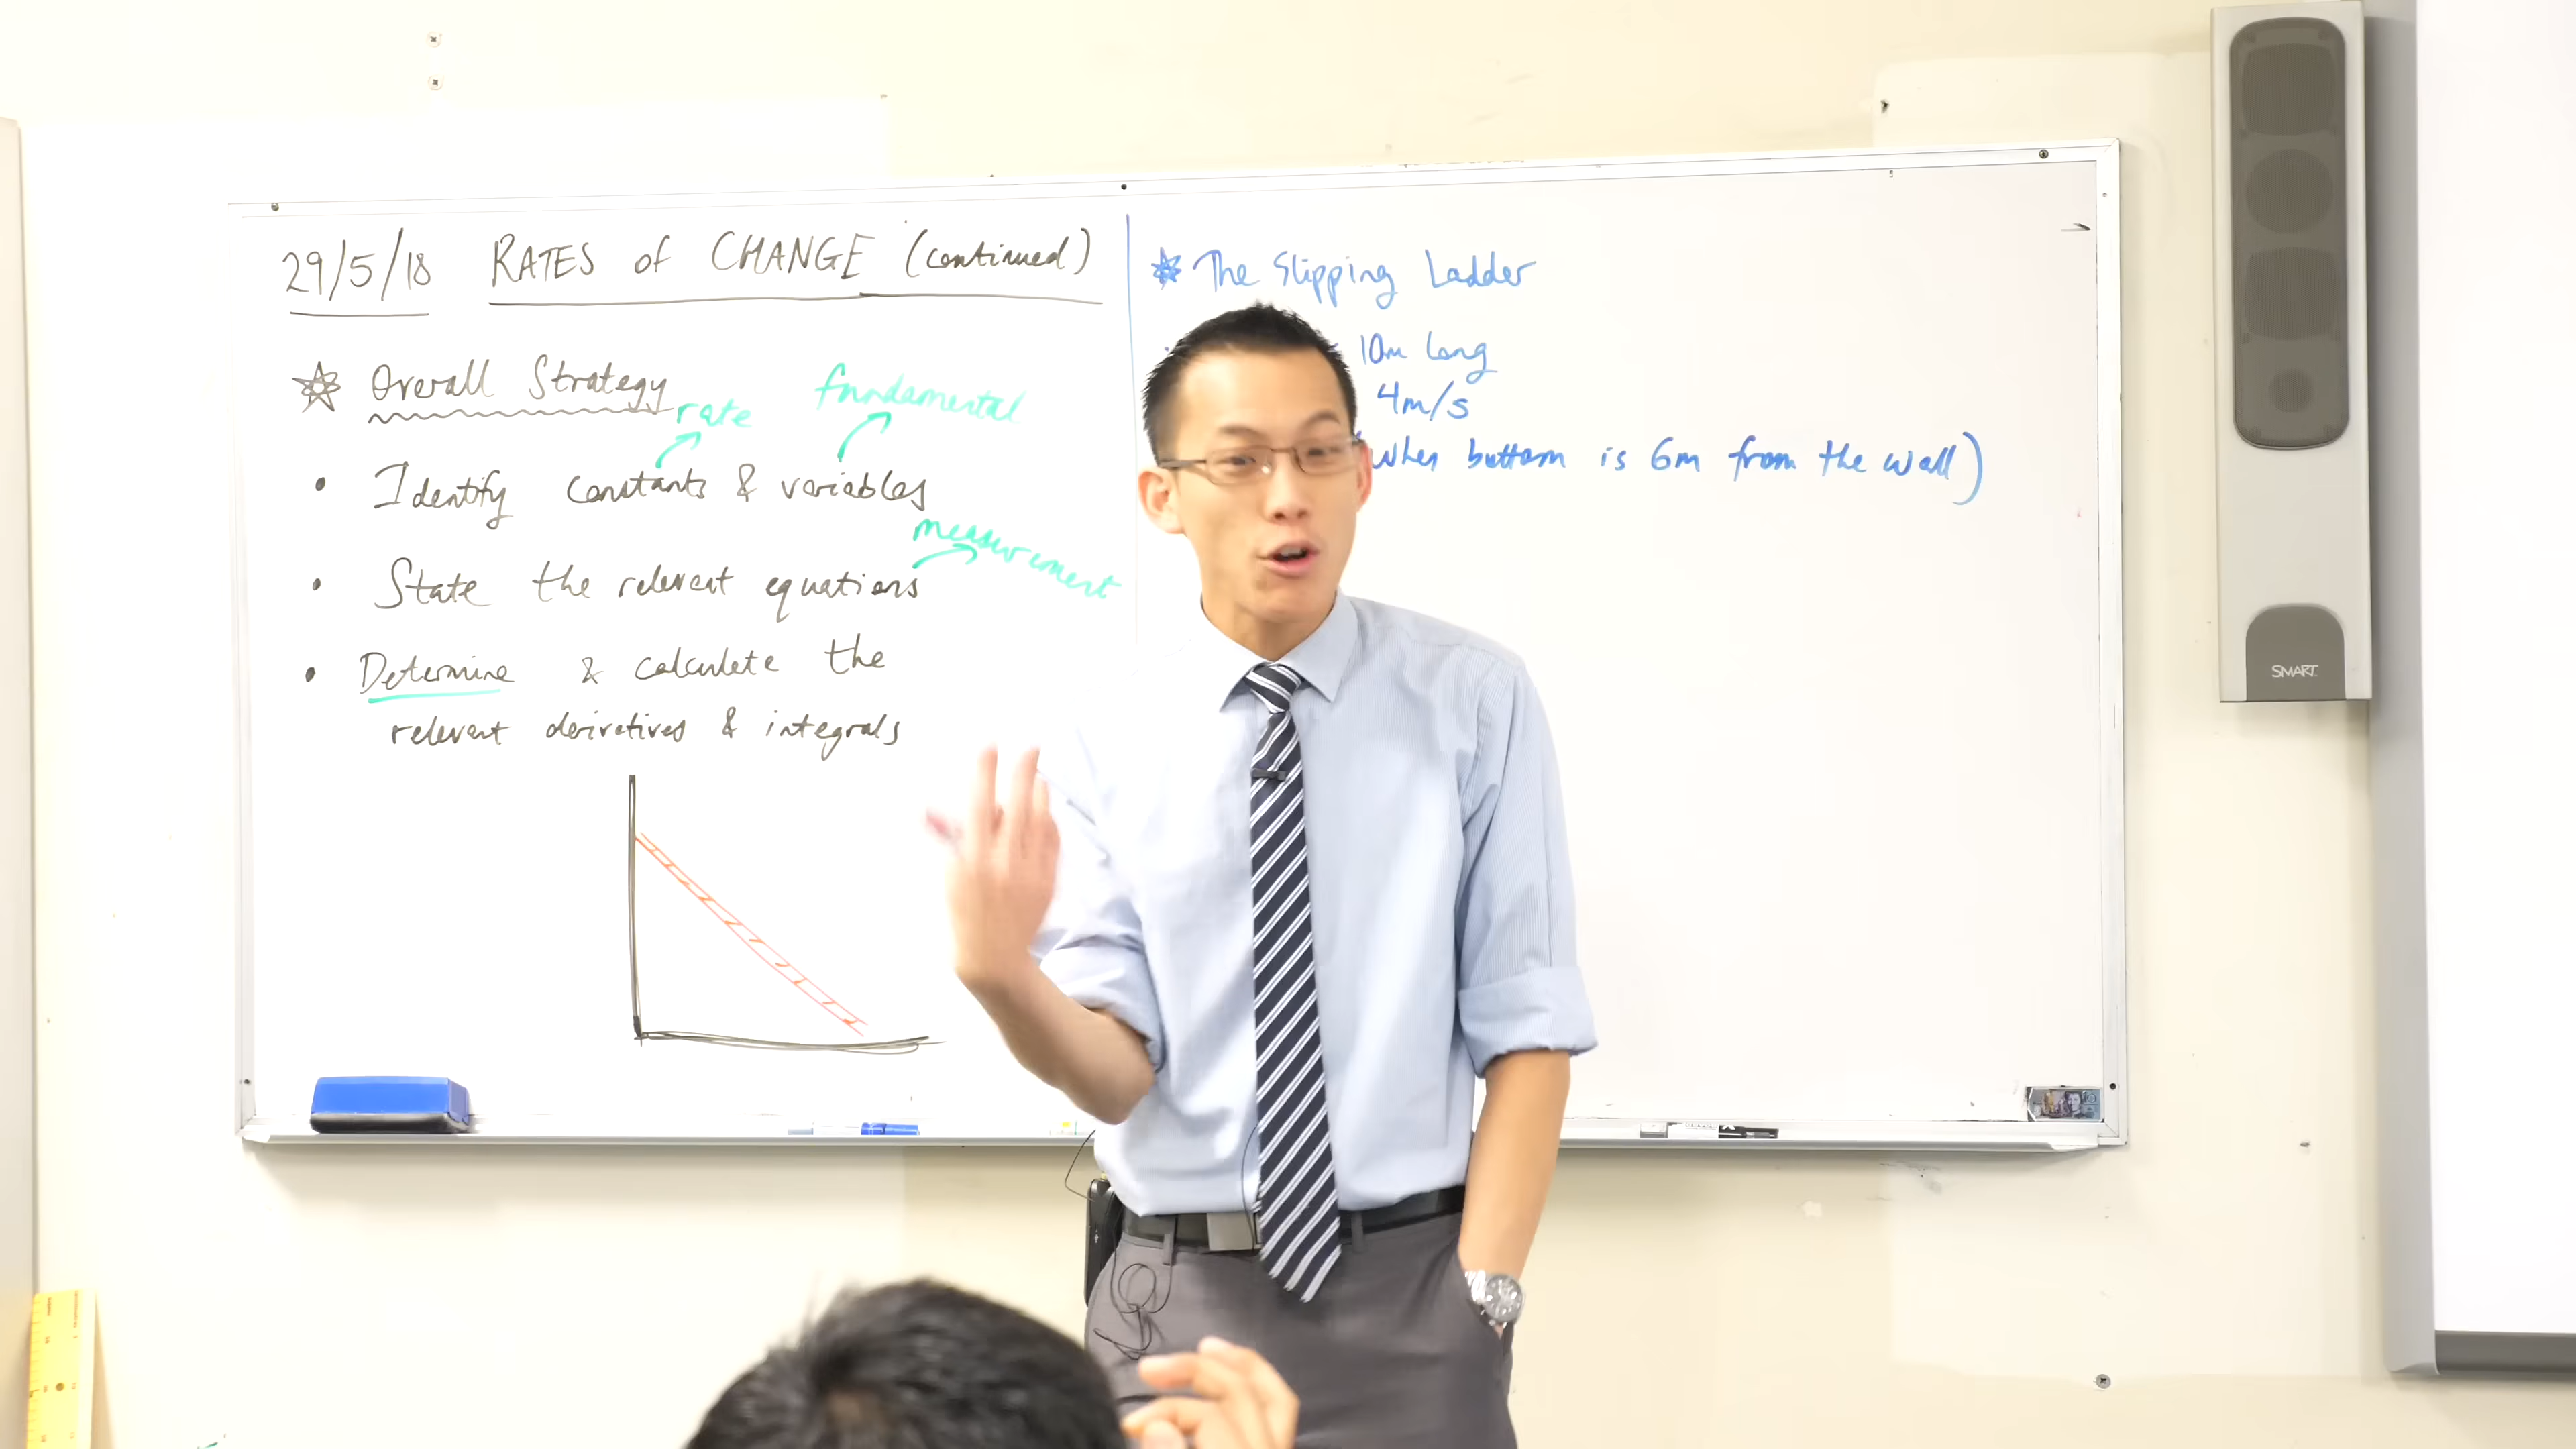 29/5/18 RATES of CHANGE (continued)
Overall Strategy
rate
fundamental
• Identify constants & variables
measurement
• State the relevant equations
• Determine & calculate the
relevant derivatives & integrals
The Slipping Ladder
10m long
4m/s
when bottom is 6m from the wall)
SMART